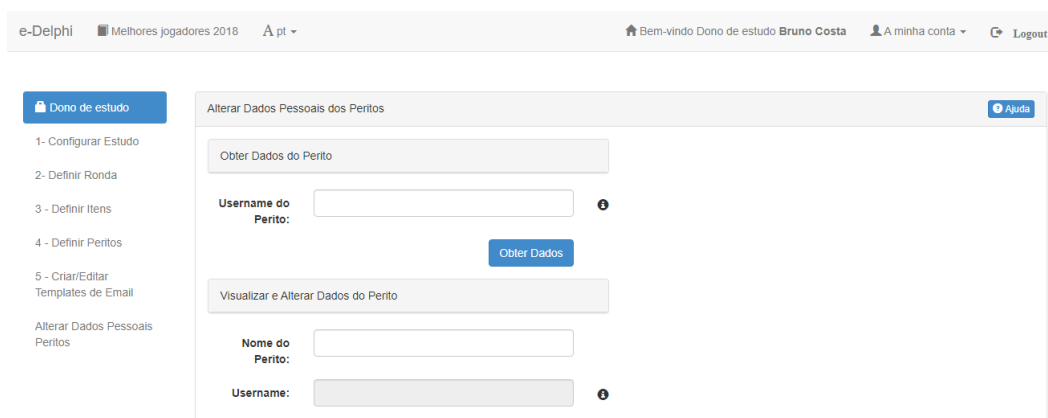 e-Delphi Melhores jogadores 2018 A pt Bem-vindo Dono de estudo Bruno Costa A minha conta Logout
Dono de estudo
1- Configurar Estudo
2- Definir Ronda
3 - Definir Itens
4 - Definir Peritos
5 - Criar/Editar
Templates de Email
Alterar Dados Pessoais
Peritos
Alterar Dados Pessoais dos Peritos Ajuda
Obter Dados do Perito
Username do
Perito:
Obter Dados
Visualizar e Alterar Dados do Perito
Nome do
Perito:
Username: